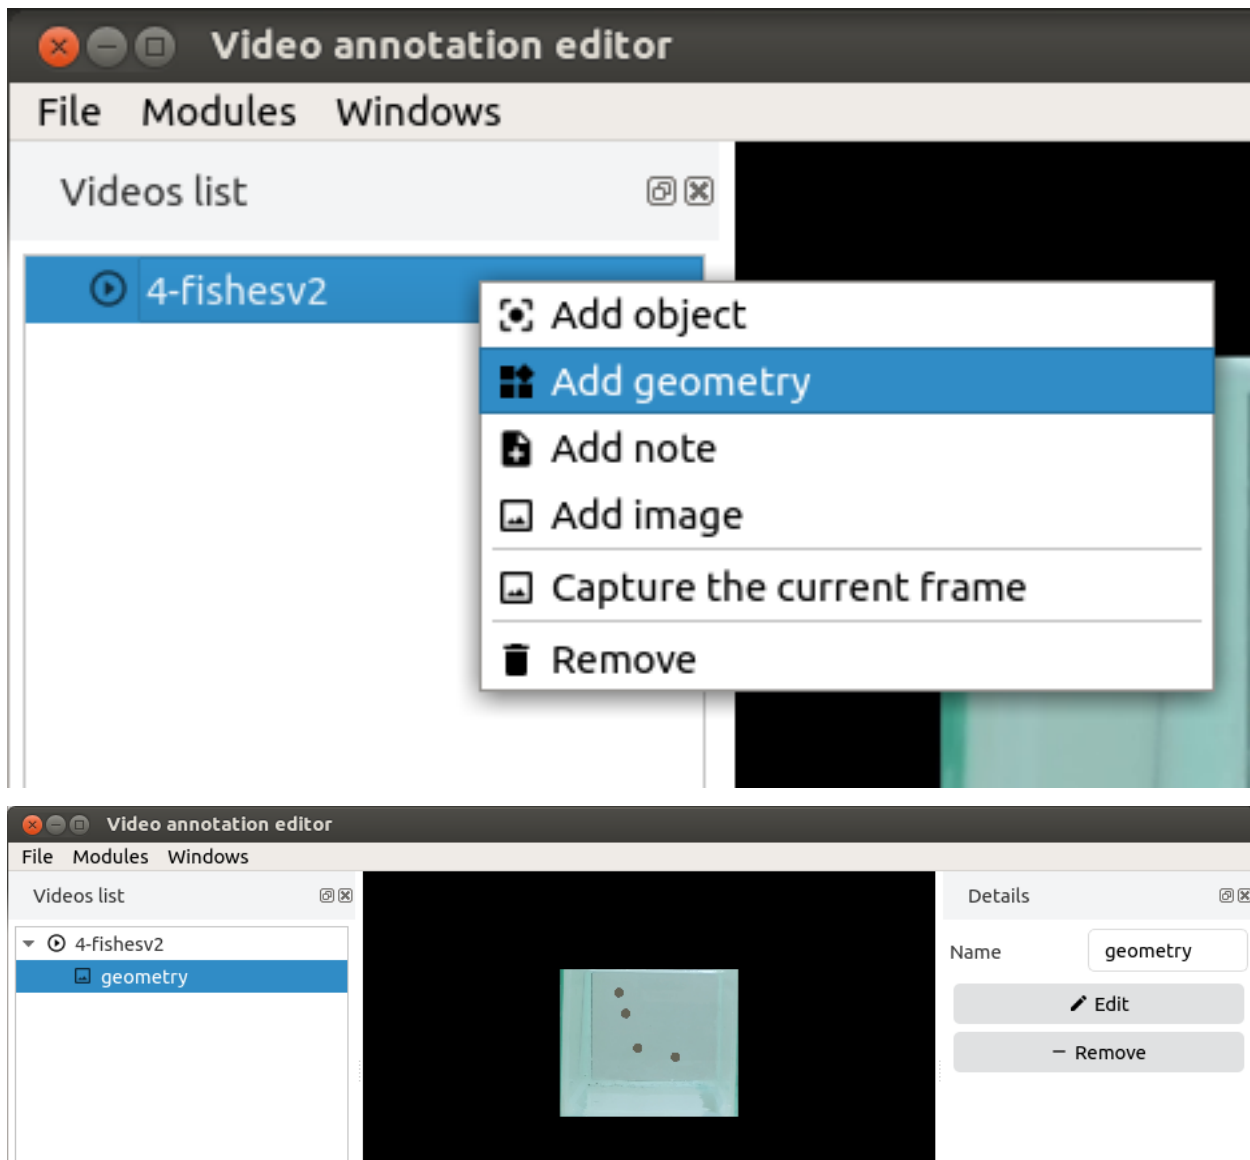 Video annotation editor
File Modules Windows
Videos list
4-fishesv2
Add object
Add geometry
Add note
Add image
Capture the current frame
Remove
Video annotation editor
File Modules Windows
Videos list
4-fishesv2
geometry
Details
Name geometry
Edit
Remove